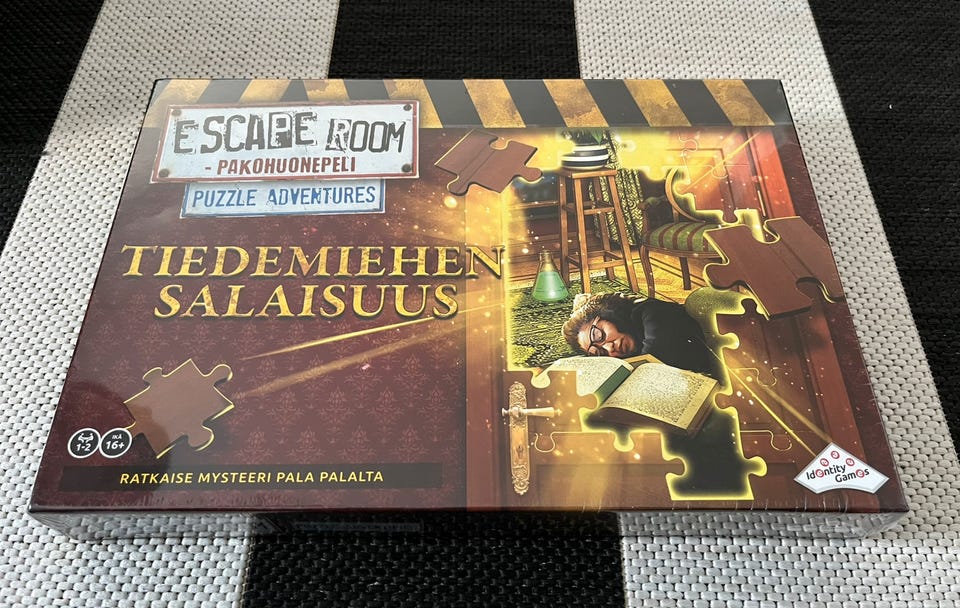 ESCAPE ROOM
- PAKOHUONEPELI
PUZZLE ADVENTURES
TIEDEMIEHEN
SALAISUUS
1-2
IKÄ
16+
RATKAISE MYSTEERI PALA PALALTA
Identity
Games